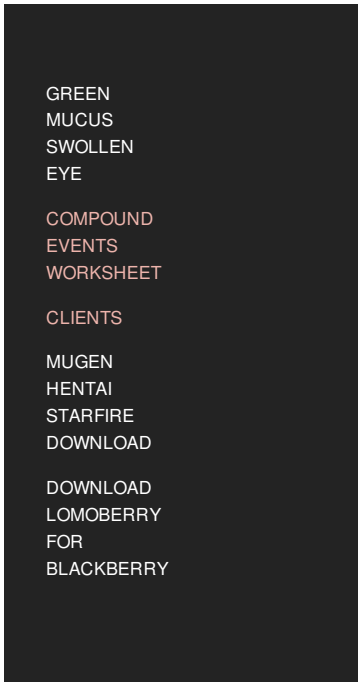 GREEN
MUCUS
SWOLLEN
EYE
COMPOUND
EVENTS
WORKSHEET
CLIENTS
MUGEN
HENTAI
STARFIRE
DOWNLOAD
DOWNLOAD
LOMOBERRY
FOR
BLACKBERRY